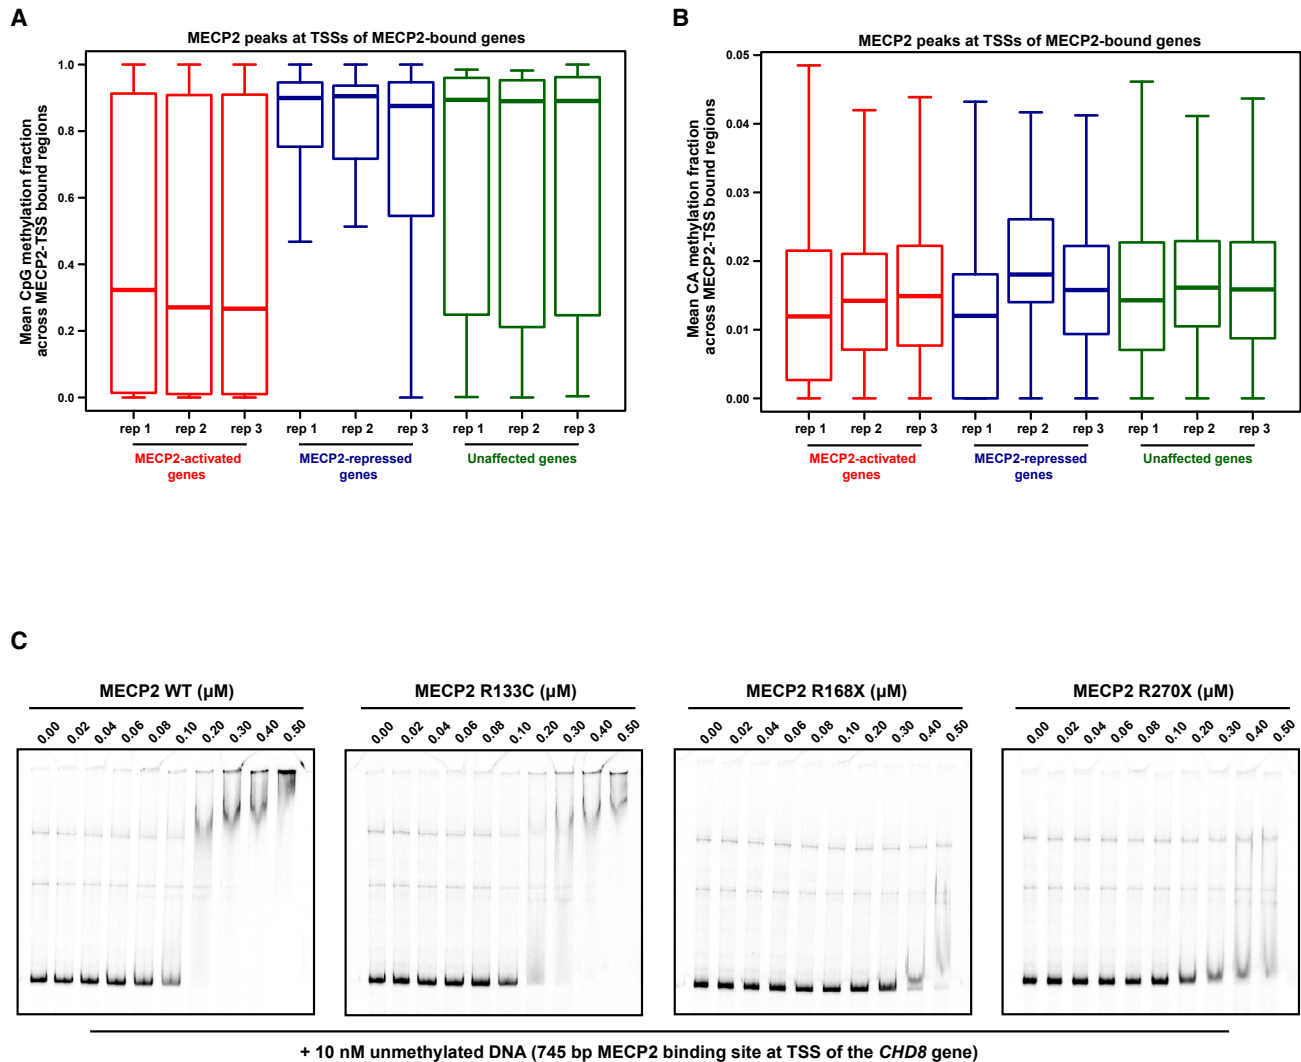 A
MECP2 peaks at TSSs of MECP2-bound genes
Mean CpG methylation fraction
across MECP2-TSS bound regions
1.0
0.8
0.6
0.4
0.2
0.0
rep 1 rep 2 rep 3 rep 1 rep 2 rep 3 rep 1 rep 2 rep 3
MECP2-activated genes
MECP2-repressed genes
Unaffected genes
B
MECP2 peaks at TSSs of MECP2-bound genes
Mean CA methylation fraction
across MECP2-TSS bound regions
0.05
0.04
0.03
0.02
0.01
0.00
rep 1 rep 2 rep 3 rep 1 rep 2 rep 3 rep 1 rep 2 rep 3
MECP2-activated genes
MECP2-repressed genes
Unaffected genes
C
MECP2 WT (μM)
0.00 0.02 0.04 0.06 0.08 0.10 0.20 0.30 0.40 0.50
MECP2 R133C (μM)
0.00 0.02 0.04 0.06 0.08 0.10 0.20 0.30 0.40 0.50
MECP2 R168X (μM)
0.00 0.02 0.04 0.06 0.08 0.10 0.20 0.30 0.40 0.50
MECP2 R270X (μM)
0.00 0.02 0.04 0.06 0.08 0.10 0.20 0.30 0.40 0.50
+ 10 nM unmethylated DNA (745 bp MECP2 binding site at TSS of the CHD8 gene)